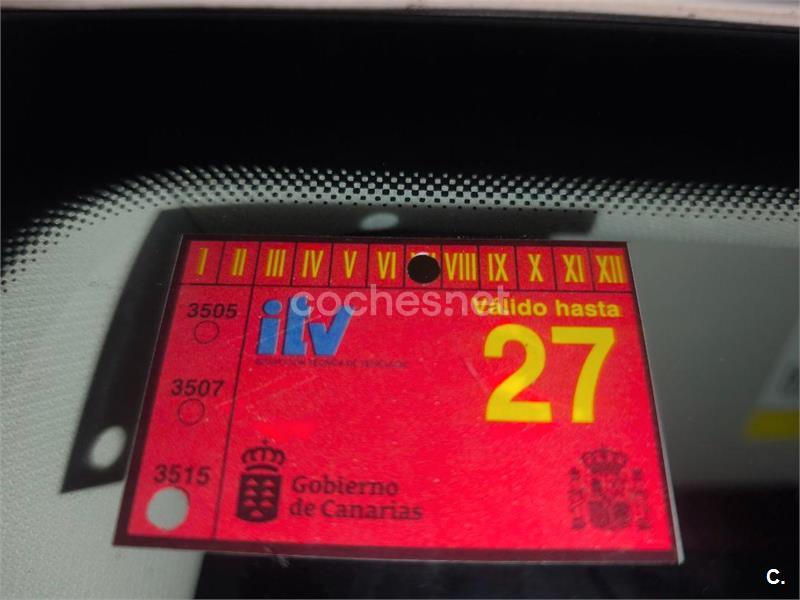 I II III IV V VI VIII IX X XI XII
3505
coches.net
itv
Válido hasta
27
3507
3515
Gobierno
de Canarias
C.